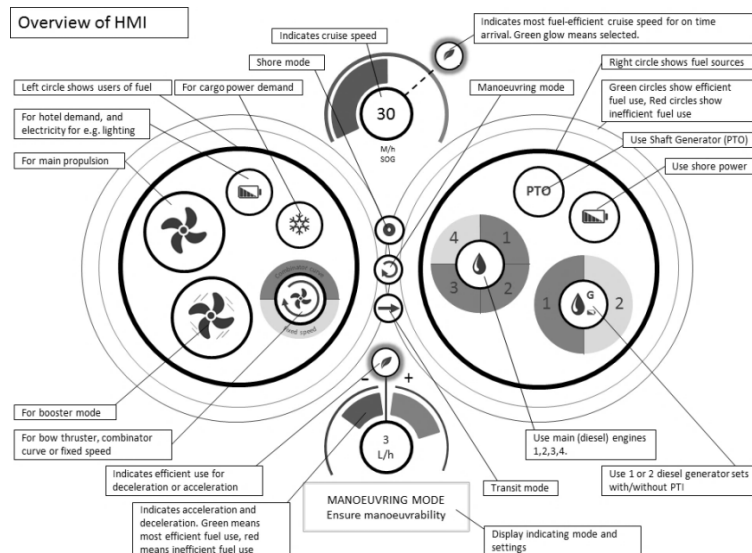 Overview of HMI
Indicates cruise speed
Indicates most fuel-efficient cruise speed for on time
arrival. Green glow means selected.
Shore mode
Left circle shows users of fuel
For cargo power demand
Manoeuvring mode
Right circle shows fuel sources
Green circles show efficient
fuel use, Red circles show
inefficient fuel use
For hotel demand, and
electricity for e.g. lighting
For main propulsion
30
M/h
SOG
Use Shaft Generator (PTO)
Use shore power
PTO
4
1
3
2
Combinator curve
Fixed speed
G
1
2
-
+
3
L/h
For booster mode
For bow thruster, combinator
curve or fixed speed
Indicates efficient use for
deceleration or acceleration
Indicates acceleration and
deceleration. Green means
most efficient fuel use, red
means inefficient fuel use
MANOEUVRING MODE
Ensure manoeuvrability
Transit mode
Use main (diesel) engines
1,2,3,4.
Use 1 or 2 diesel generator sets
with/without PTI
Display indicating mode and
settings